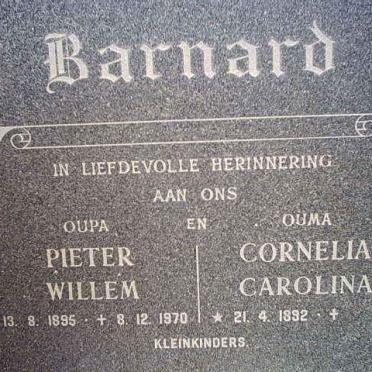 Barnard
IN LIEFDEVOLLE HERINNERING
AAN ONS
OUPA EN OUMA
PIETER CORNELIA
WILLEM CAROLINA
13. 8. 1895 · ✝ 8. 12. 1970 ★ 21. 4. 1892 · ✝
KLEINKINDERS.